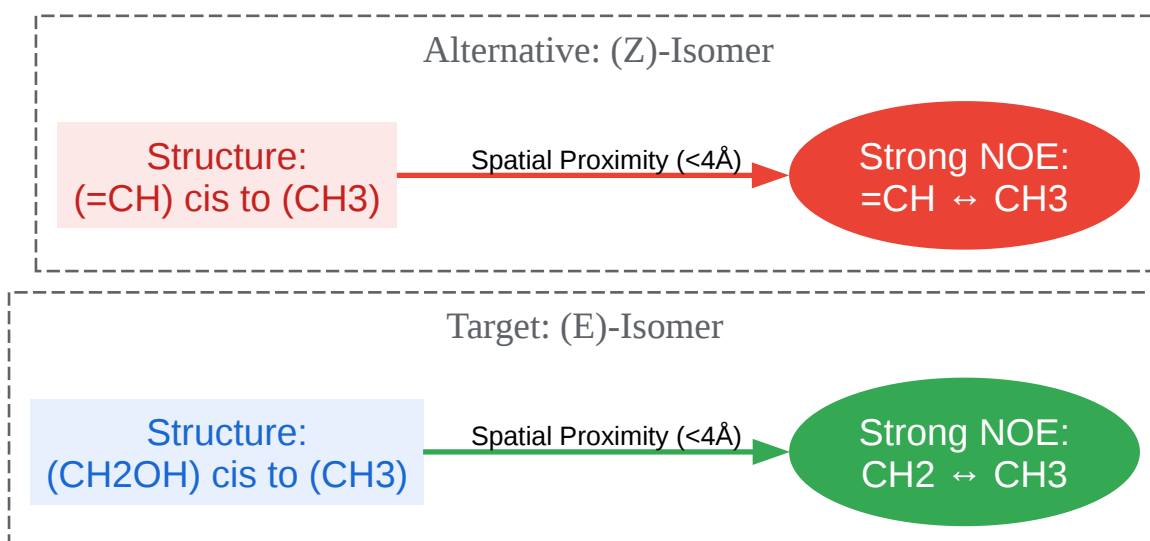 Alternative: (Z)-Isomer
Structure:
(=CH) cis to (CH3)
Spatial Proximity (<4Å)
Strong NOE:
=CH ↔ CH3
Target: (E)-Isomer
Structure:
(CH2OH) cis to (CH3)
Spatial Proximity (<4Å)
Strong NOE:
CH2 ↔ CH3